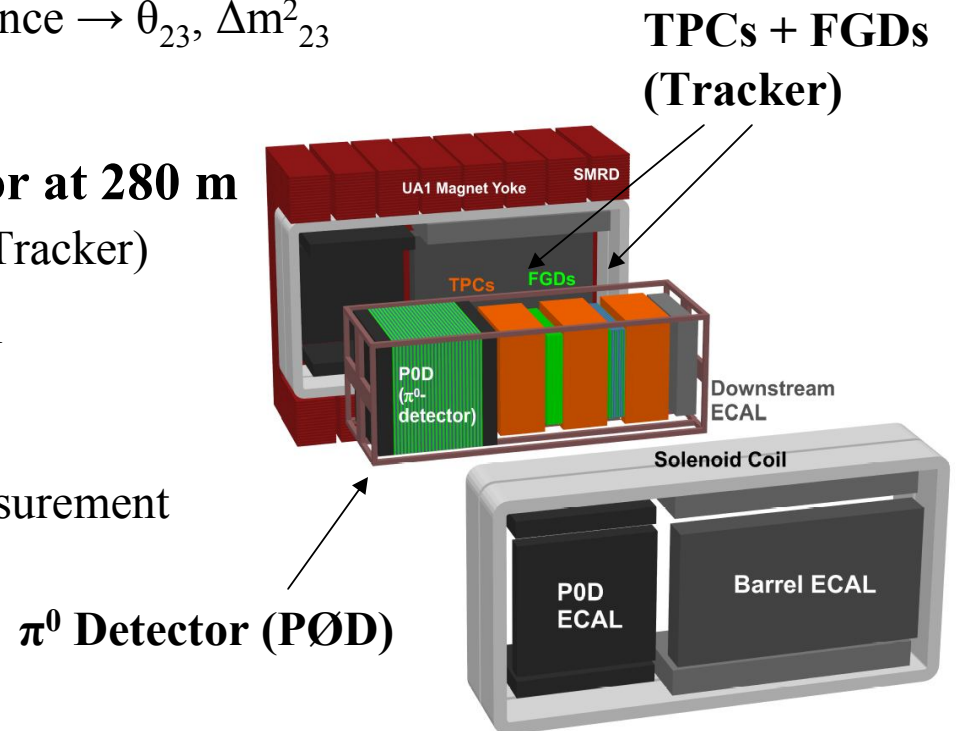 nce → θ₂₃, Δm²₂₃
TPCs + FGDs
(Tracker)
or at 280 m
Tracker)
UA1 Magnet Yoke
SMRD
TPCs
FGDs
P0D
(π⁰-
detector)
Downstream
ECAL
Solenoid Coil
surement
P0D
ECAL
Barrel ECAL
π⁰ Detector (PØD)